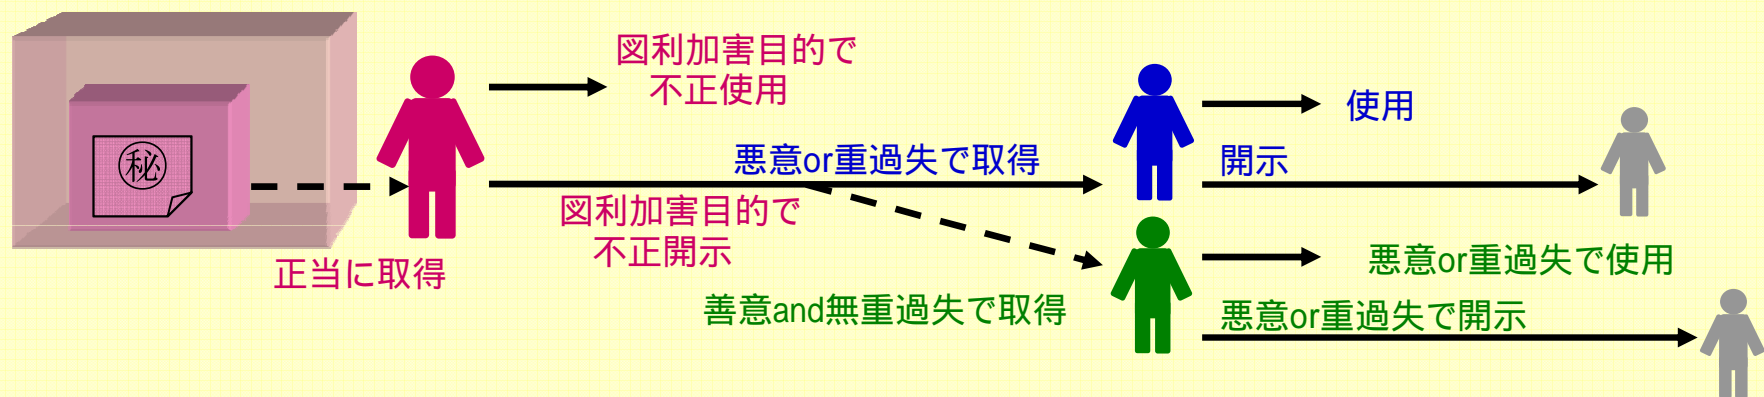 図利加害目的で
不正使用
使用
㊙
悪意or重過失で取得
開示
図利加害目的で
不正開示
正当に取得
悪意or重過失で使用
善意and無重過失で取得
悪意or重過失で開示